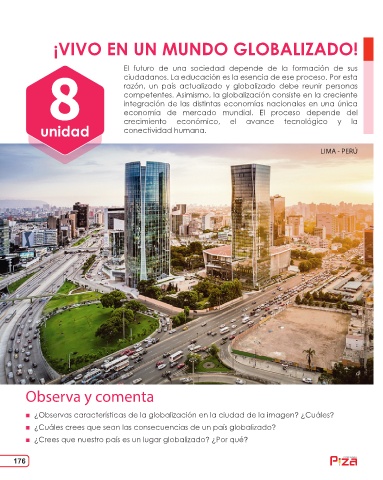 ¡VIVO EN UN MUNDO GLOBALIZADO!
8
unidad
El futuro de una sociedad depende de la formación de sus
ciudadanos. La educación es la esencia de ese proceso. Por esta
razón, un país actualizado y globalizado debe reunir personas
competentes. Asimismo, la globalización consiste en la creciente
integración de las distintas economías nacionales en una única
economía de mercado mundial. El proceso depende del
crecimiento económico, el avance tecnológico y la
conectividad humana.
LIMA - PERÚ
Observa y comenta
¿Observas características de la globalización en la ciudad de la imagen? ¿Cuáles?
¿Cuáles crees que sean las consecuencias de un país globalizado?
¿Crees que nuestro país es un lugar globalizado? ¿Por qué?
176